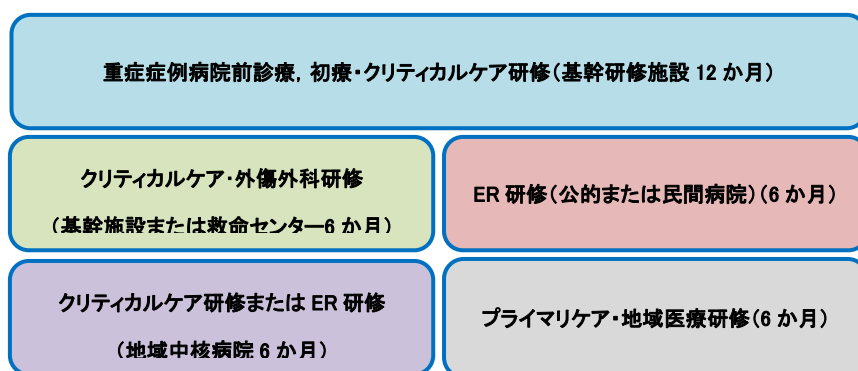 重症症例病院前診療，初療・クリティカルケア研修（基幹研修施設 12 か月）
クリティカルケア・外傷外科研修
（基幹施設または救命センター6 か月）
ER 研修（公的または民間病院）（6 か月）
クリティカルケア研修または ER 研修
（地域中核病院 6 か月）
プライマリケア・地域医療研修（6 か月）